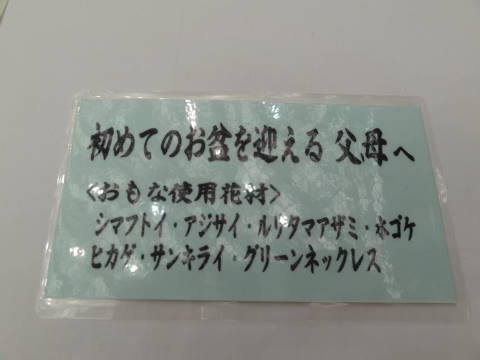 初めてのお盆を迎える 父母へ
<おもな使用花材>
シマフトイ・アジサイ・ルリタマアザミ・水ゴケ
ヒカゲ・サンキライ・グリーンネックレス